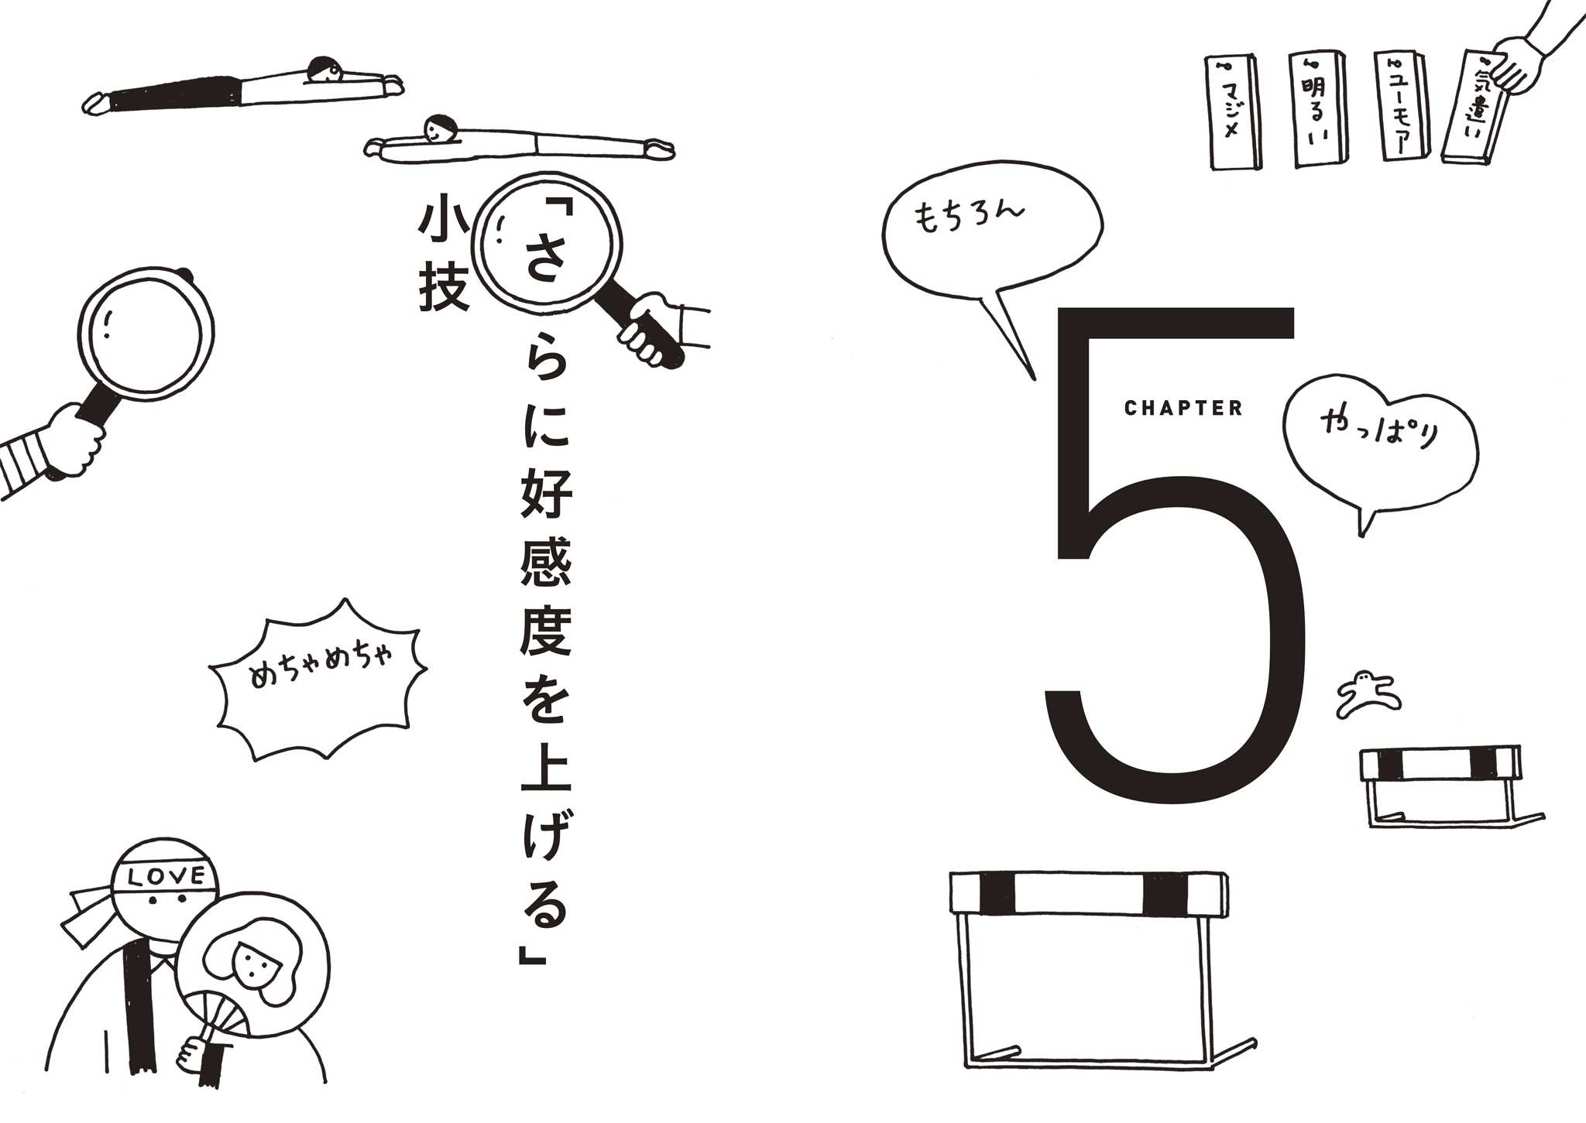 マジメ
明るい
ユーモア
気遣い
もちろん
CHAPTER
5
やっぱり
「さらに好感度を上げる」
小技
めちゃめちゃ
LOVE